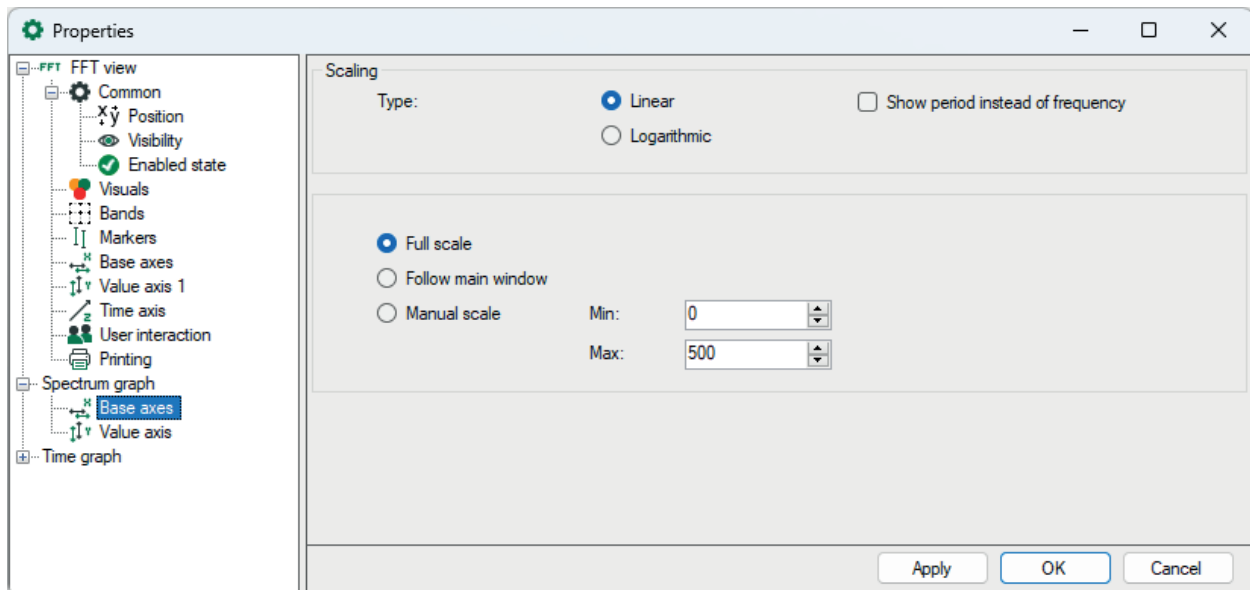 Properties
FFT FFT view
Common
Position
Visibility
Enabled state
Visuals
Bands
Markers
Base axes
Value axis 1
Time axis
User interaction
Printing
Spectrum graph
Base axes
Value axis
Time graph
Scaling
Type: Linear Show period instead of frequency
Logarithmic
Full scale
Follow main window
Manual scale Min: 0
Max: 500
Apply OK Cancel